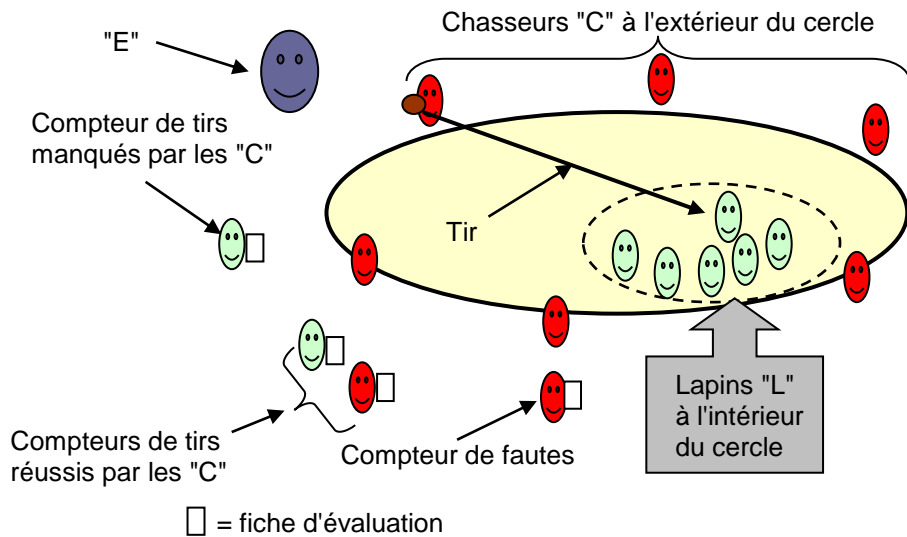 Chasseurs "C" à l'extérieur du cercle
"E"
Compteur de tirs
manqués par les "C"
Tir
Lapins "L"
à l'intérieur
du cercle
Compteurs de tirs
réussis par les "C"
Compteur de fautes
= fiche d'évaluation